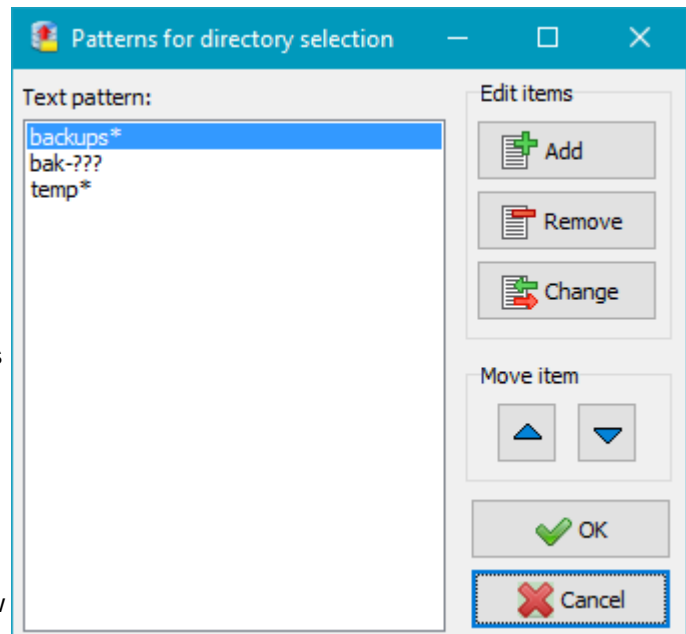 Patterns for directory selection
Text pattern:
backups*
bak-???
temp*
Edit items
Add
Remove
Change
Move item
OK
Cancel